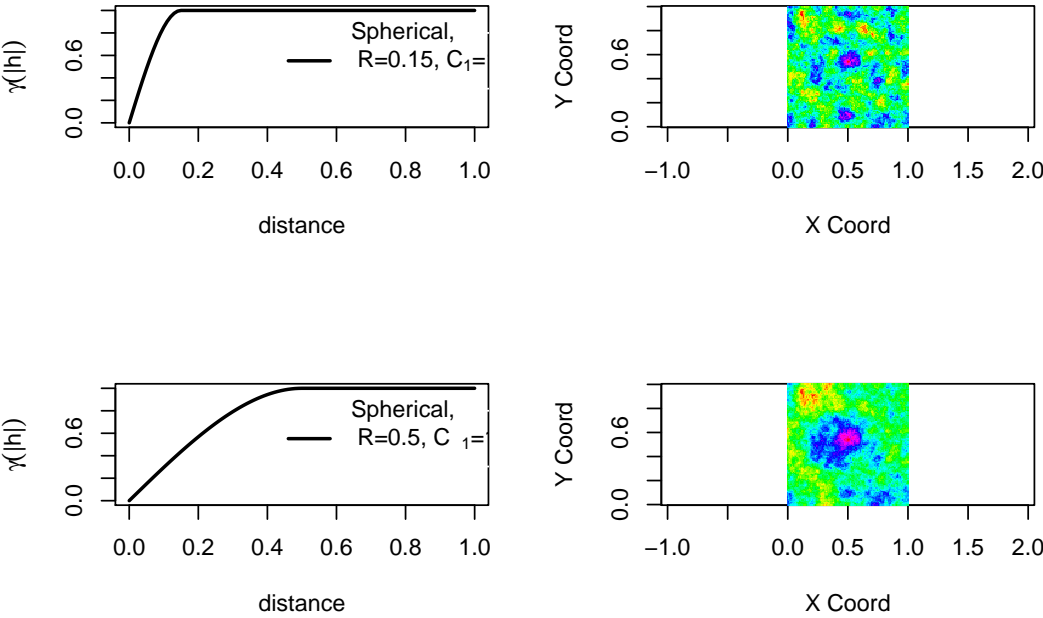 γ(|h|)
0.0 0.6
Spherical,
R=0.15, C₁=
0.0 0.2 0.4 0.6 0.8 1.0
distance
Y Coord
0.0 0.6
−1.0 0.0 0.5 1.0 1.5 2.0
X Coord
γ(|h|)
0.0 0.6
Spherical,
R=0.5, C ₁=
0.0 0.2 0.4 0.6 0.8 1.0
distance
Y Coord
0.0 0.6
−1.0 0.0 0.5 1.0 1.5 2.0
X Coord